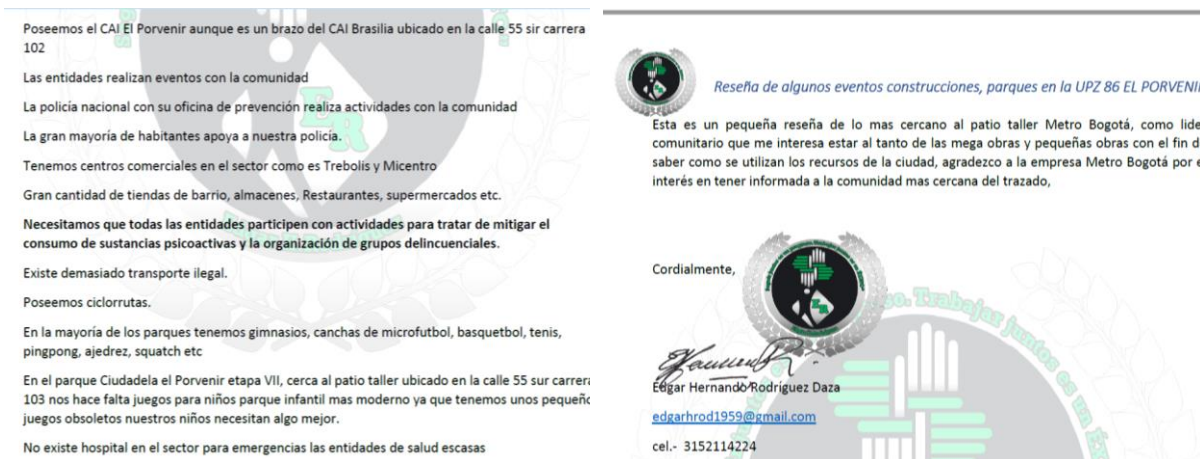 Poseemos el CAI El Porvenir aunque es un brazo del CAI Brasilia ubicado en la calle 55 sir carrera
102
Las entidades realizan eventos con la comunidad
La policía nacional con su oficina de prevención realiza actividades con la comunidad
La gran mayoría de habitantes apoya a nuestra policía.
Tenemos centros comerciales en el sector como es Trebolis y Micentro
Gran cantidad de tiendas de barrio, almacenes, Restaurantes, supermercados etc.
Necesitamos que todas las entidades participen con actividades para tratar de mitigar el
consumo de sustancias psicoactivas y la organización de grupos delincuenciales.
Existe demasiado transporte ilegal.
Poseemos ciclorrutas.
En la mayoría de los parques tenemos gimnasios, canchas de microfutbol, basquetbol, tenis,
pingpong, ajedrez, squatch etc
En el parque Ciudadela el Porvenir etapa VII, cerca al patio taller ubicado en la calle 55 sur carrera
103 nos hace falta juegos para niños parque infantil mas moderno ya que tenemos unos pequeño
juegos obsoletos nuestros niños necesitan algo mejor.
No existe hospital en el sector para emergencias las entidades de salud escasas
Reseña de algunos eventos construcciones, parques en la UPZ 86 EL PORVENIR
Esta es un pequeña reseña de lo mas cercano al patio taller Metro Bogotá, como lide
comunitario que me interesa estar al tanto de las mega obras y pequeñas obras con el fin d
saber como se utilizan los recursos de la ciudad, agradezco a la empresa Metro Bogotá por e
interés en tener informada a la comunidad mas cercana del trazado,
Cordialmente,
Edgar Hernando Rodríguez Daza
edgarhrod1959@gmail.com
cel.- 3152114224